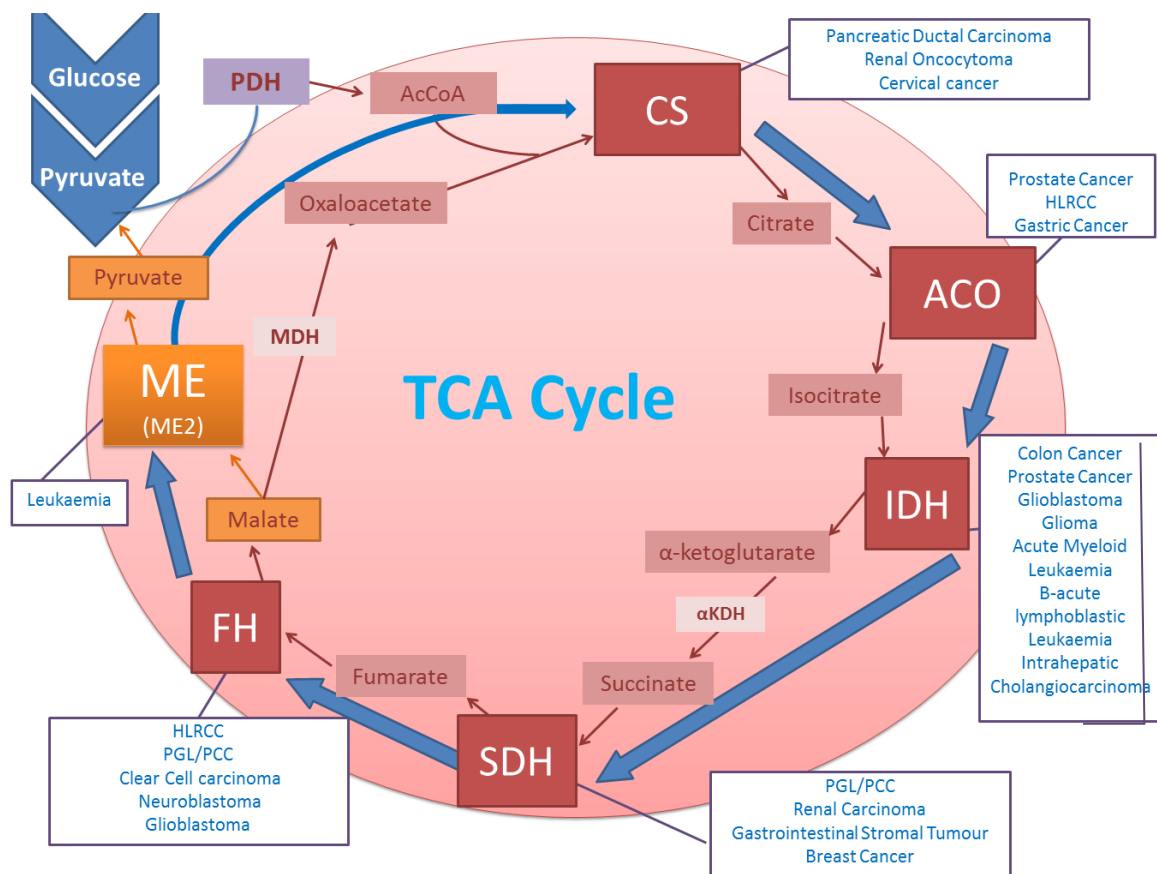 Glucose
Pyruvate
PDH
AcCoA
CS
Pancreatic Ductal Carcinoma
Renal Oncocytoma
Cervical cancer
Oxaloacetate
Citrate
Prostate Cancer
HLRCC
Gastric Cancer
Pyruvate
ACO
MDH
ME
(ME2)
TCA Cycle
Isocitrate
Leukaemia
Malate
IDH
Colon Cancer
Prostate Cancer
Glioblastoma
Glioma
Acute Myeloid
Leukaemia
B-acute
lymphoblastic
Leukaemia
Intrahepatic
Cholangiocarcinoma
α-ketoglutarate
αKDH
FH
Fumarate
Succinate
SDH
HLRCC
PGL/PCC
Clear Cell carcinoma
Neuroblastoma
Glioblastoma
PGL/PCC
Renal Carcinoma
Gastrointestinal Stromal Tumour
Breast Cancer